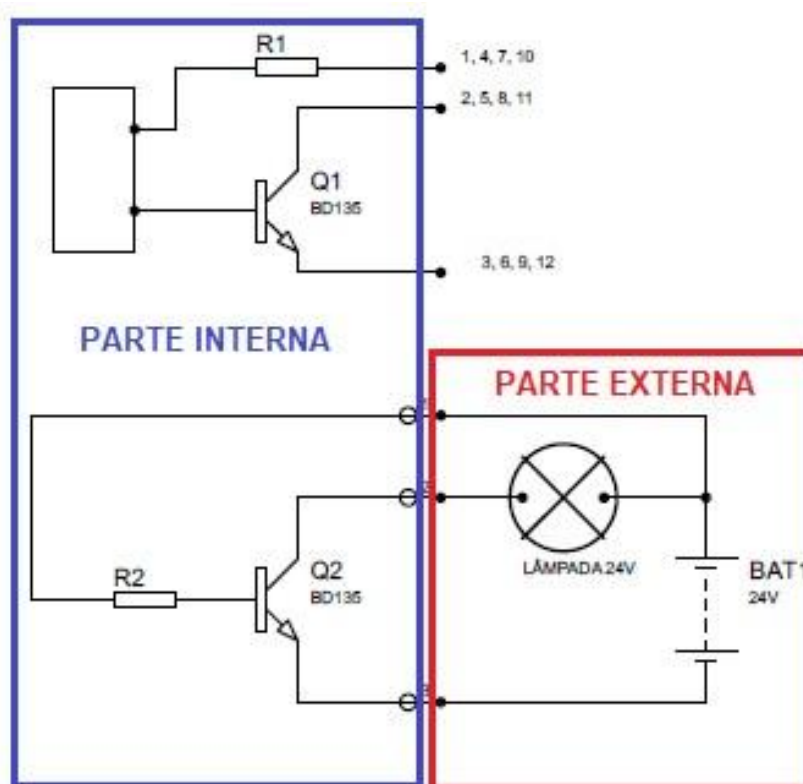 R1
1, 4, 7, 10
2, 5, 8, 11
Q1
BD135
3, 6, 9, 12
PARTE INTERNA
PARTE EXTERNA
LÂMPADA 24V
R2
Q2
BD135
BAT1
24V